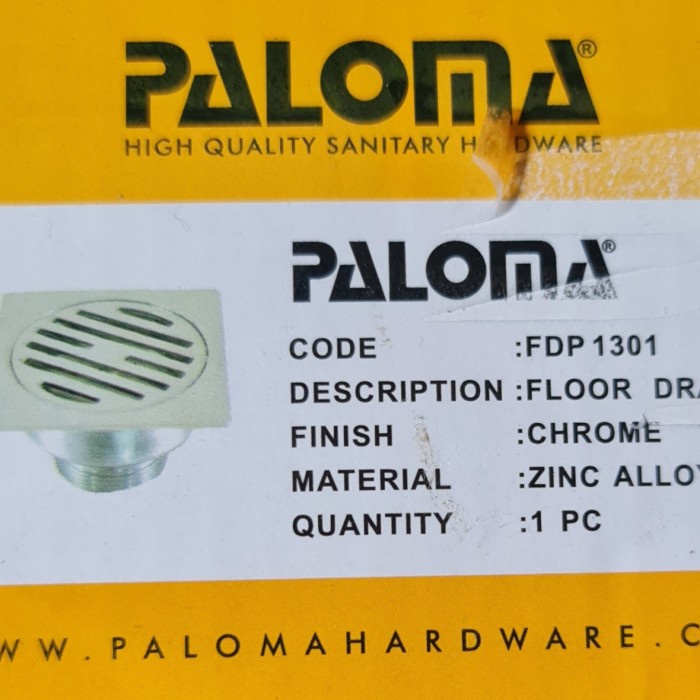 PALOMA®
HIGH QUALITY SANITARY H DWARE
PALOMA®
CODE :FDP 1301
DESCRIPTION :FLOOR DRA
FINISH :CHROME
MATERIAL :ZINC ALLOY
QUANTITY :1 PC
WW.PALOMAHARDWARE.C